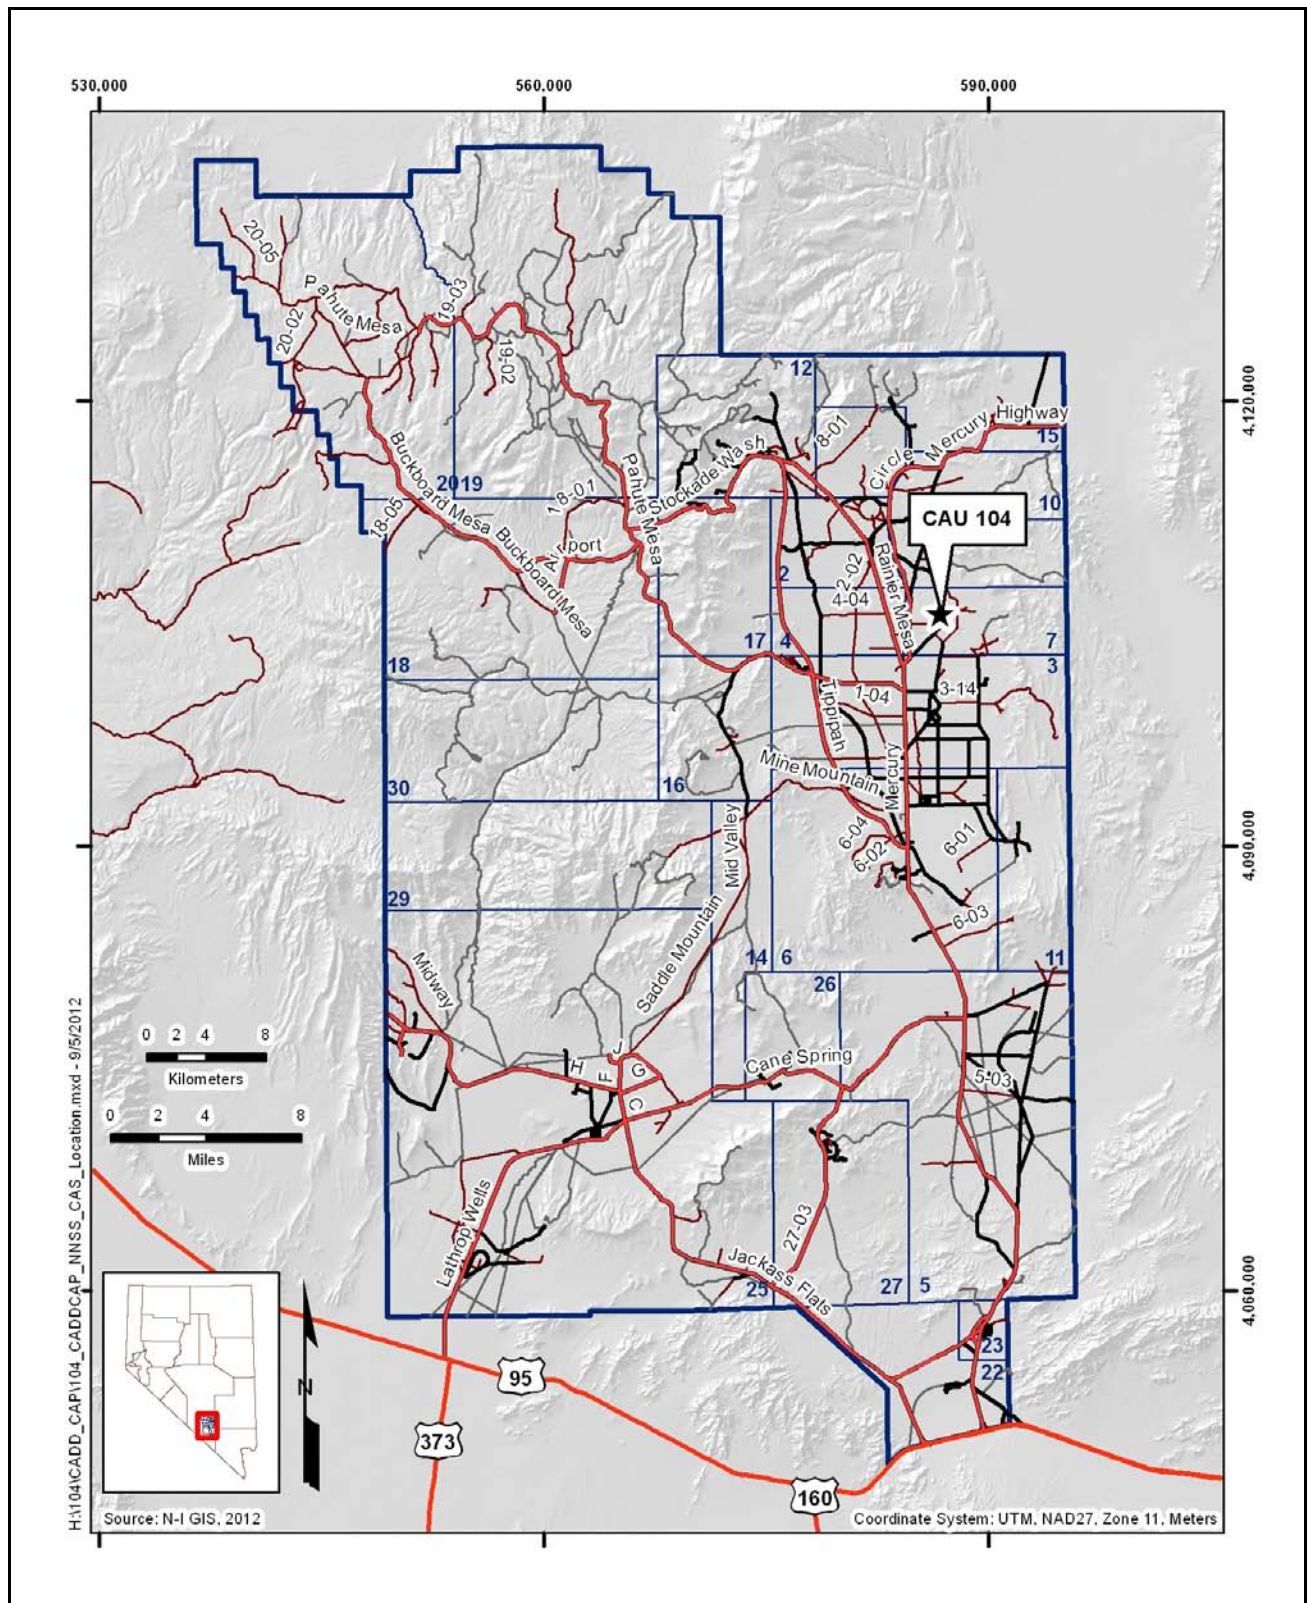 530,000
560,000
590,000
4,120,000
4,090,000
4,060,000
20-05
Pahute Mesa
19-03
20-02
19-02
12
8-01
Mercury Highway
Circle
15
Buckboard Mesa
2019
Pahute Mesa
Stockade Wash
18-01
10
CAU 104
18-05
Buckboard Mesa
Airport
Rainier Mesa
2-02
2
4-04
17
4
7
3
18
1-04
3-14
Tippipah
Mine Mountain
Mercury
16
30
Mid Valley
6-04
6-02
6-01
29
6-03
Saddle Mountain
14
6
11
Midway
26
0 2 4 8
Kilometers
J
H
F
G
Cane Spring
C
5-03
0 2 4 8
Miles
Lathrop Wells
27-03
Jackass Flats
25
27
5
23
22
N
95
373
160
Source: N-I GIS, 2012
Coordinate System: UTM, NAD27, Zone 11, Meters
H:\104\CADD_CAP\104_CADDCAP_NNSS_CAS_Location.mxd - 9/5/2012